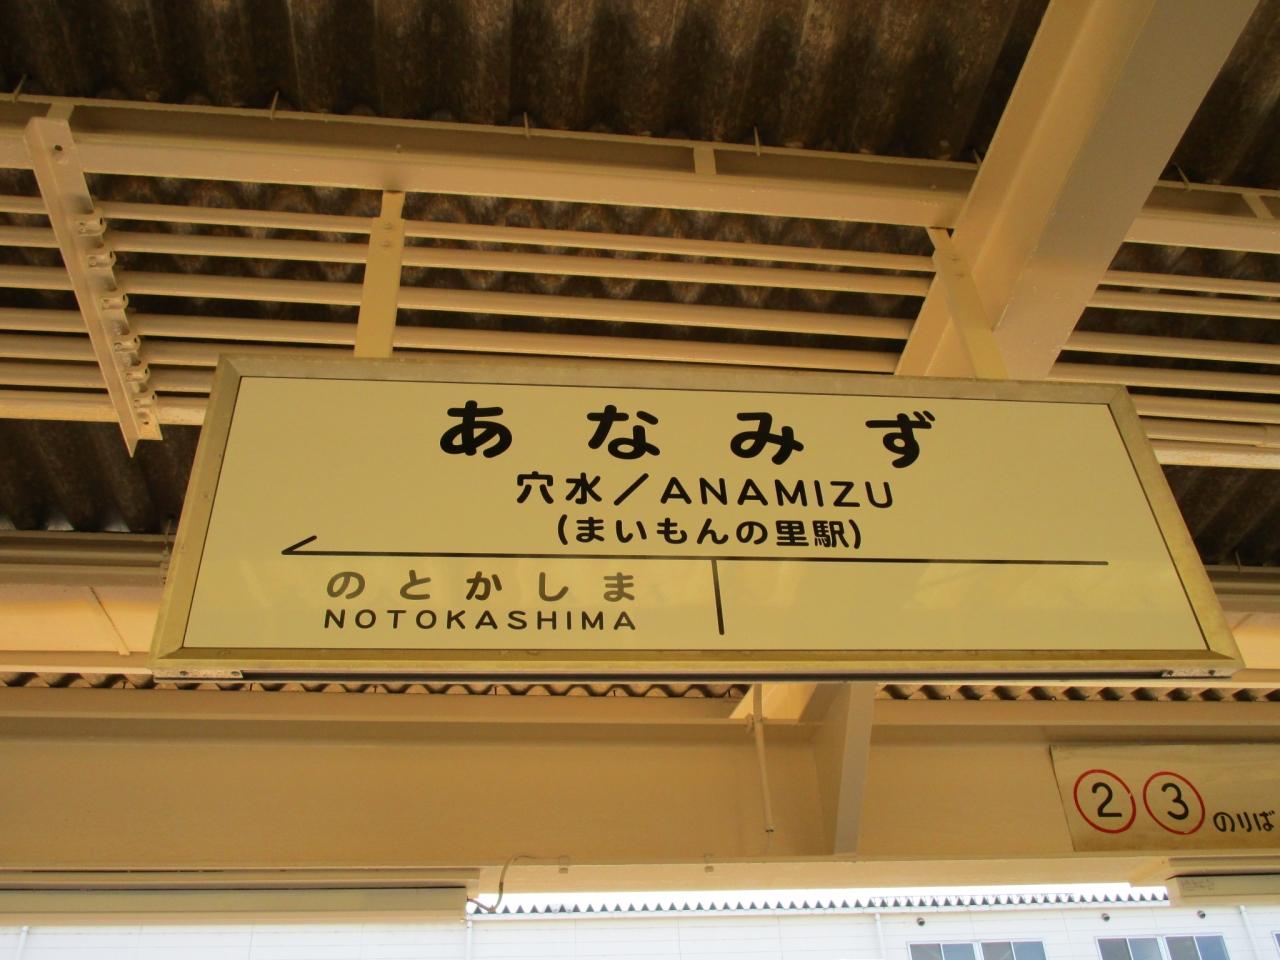 あなみず
穴水／ANAMIZU
(まいもんの里駅)
のとかしま
NOTOKASHIMA
② ③ のりば